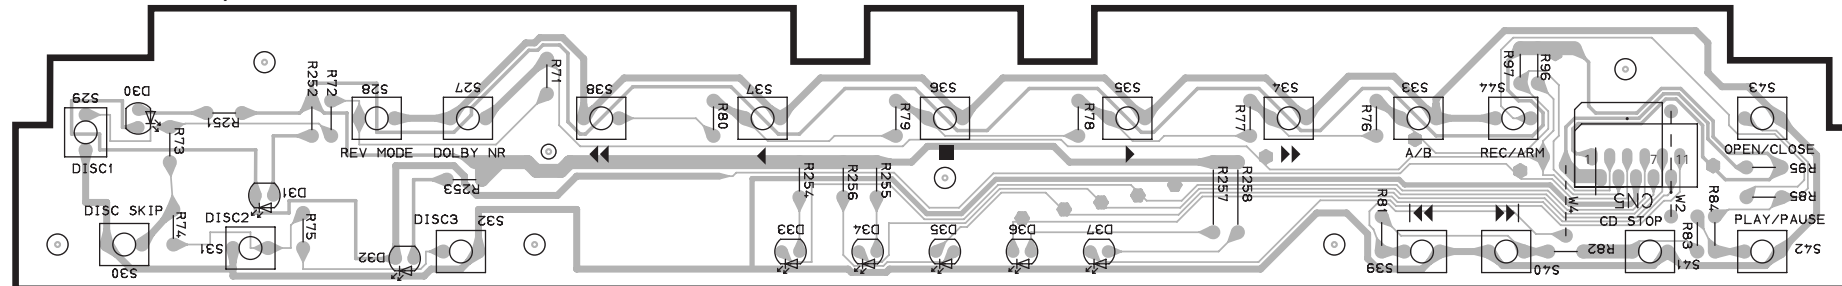 D30
S29
R252
R72
S28
S27
R71
S38
S37
S36
S35
S34
S33
S44
R97
R96
S43
R251
R73
R80
R79
R78
R77
R76
DISC1
REV MODE
DOLBY NR
A/B
REC/ARM
1
7
11
OPEN/CLOSE
R95
R253
R254
R256
R255
R257
R258
D31
R85
DISC SKIP
R74
DISC2
R75
DISC3
S32
R81
W4
CN5
W2
R84
CD STOP
PLAY/PAUSE
S30
S31
D32
D33
D34
D35
D36
D37
S39
S40
R82
S41
R83
S42